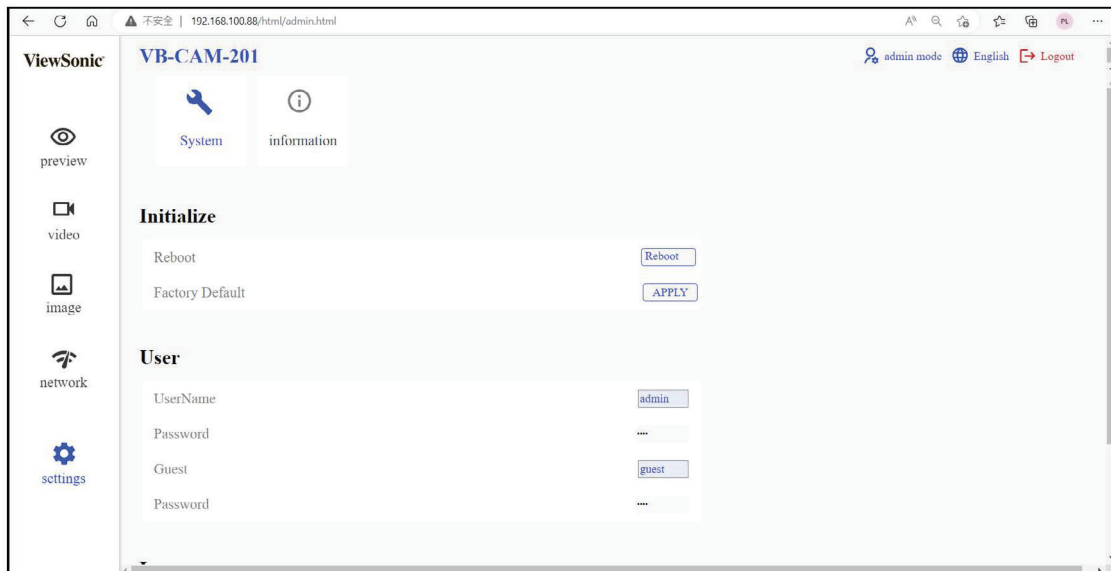 不安全 | 192.168.100.88/html/admin.html
PL
ViewSonic
VB-CAM-201
admin mode English Logout
System information
preview
video
image
network
settings
Initialize
Reboot Reboot
Factory Default APPLY
User
UserName admin
Password ····
Guest guest
Password ····